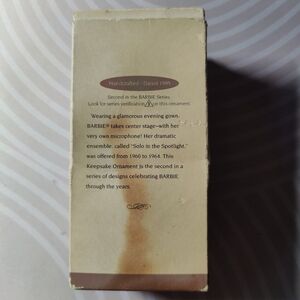 Handcrafted · Dated 1995
Second in the BARBIE Series
Look for series verification 2 on this ornament
Wearing a glamorous evening gown,
BARBIE® takes center stage—with her
very own microphone! Her dramatic
ensemble, called "Solo in the Spotlight,"
was offered from 1960 to 1964. This
Keepsake Ornament is the second in a
series of designs celebrating BARBIE
through the years.